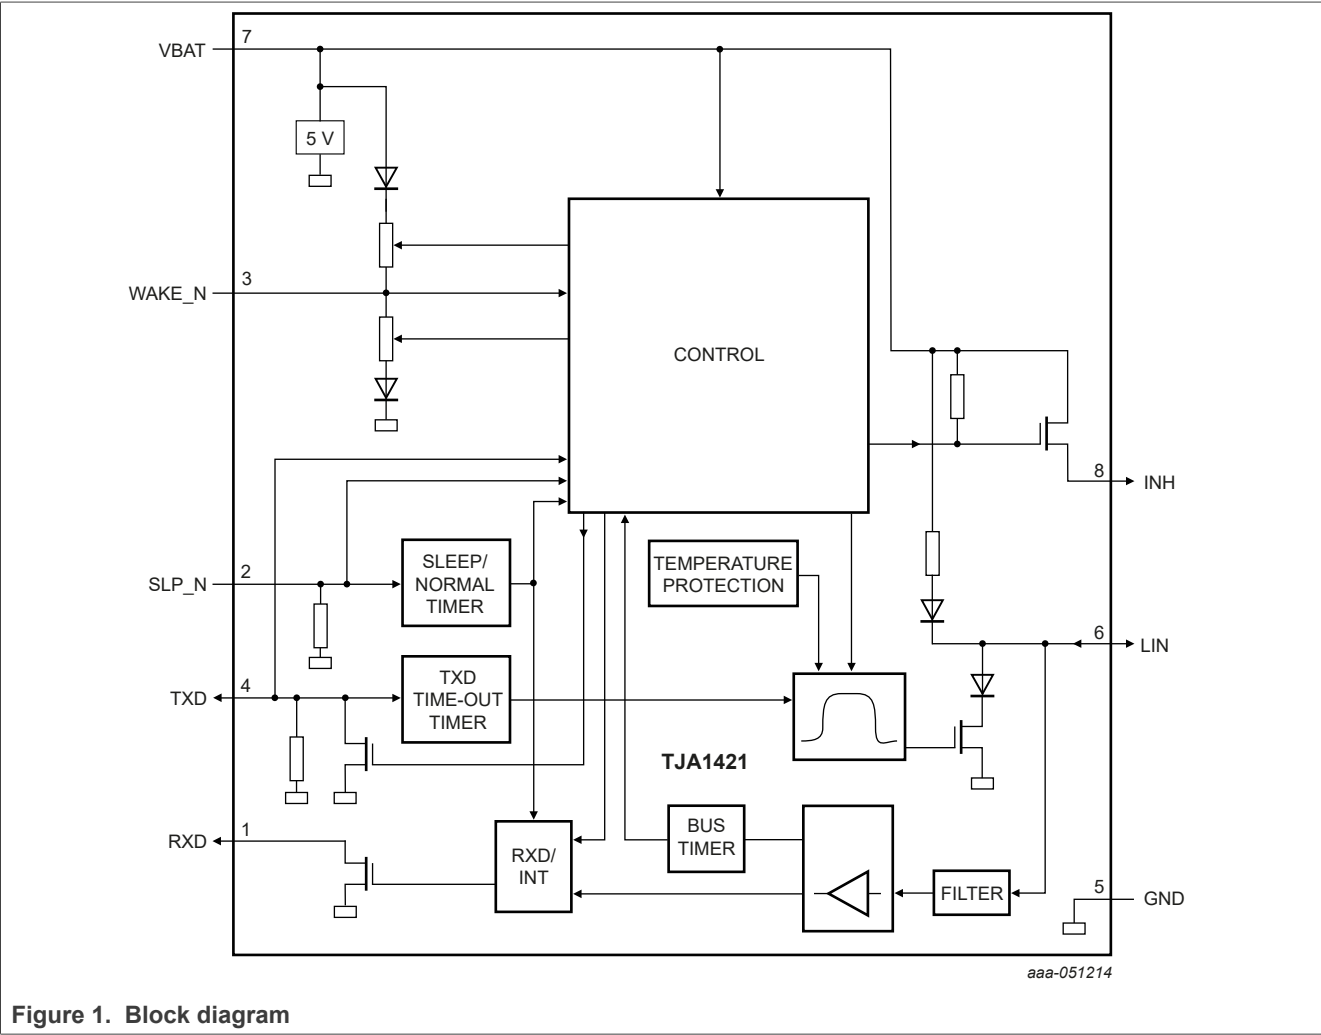 7
VBAT
5 V
3
WAKE_N
CONTROL
8
INH
2
SLP_N
SLEEP/
NORMAL
TIMER
TEMPERATURE
PROTECTION
6
LIN
4
TXD
TXD
TIME-OUT
TIMER
TJA1421
1
RXD
RXD/
INT
BUS
TIMER
FILTER
5
GND
aaa-051214
Figure 1. Block diagram